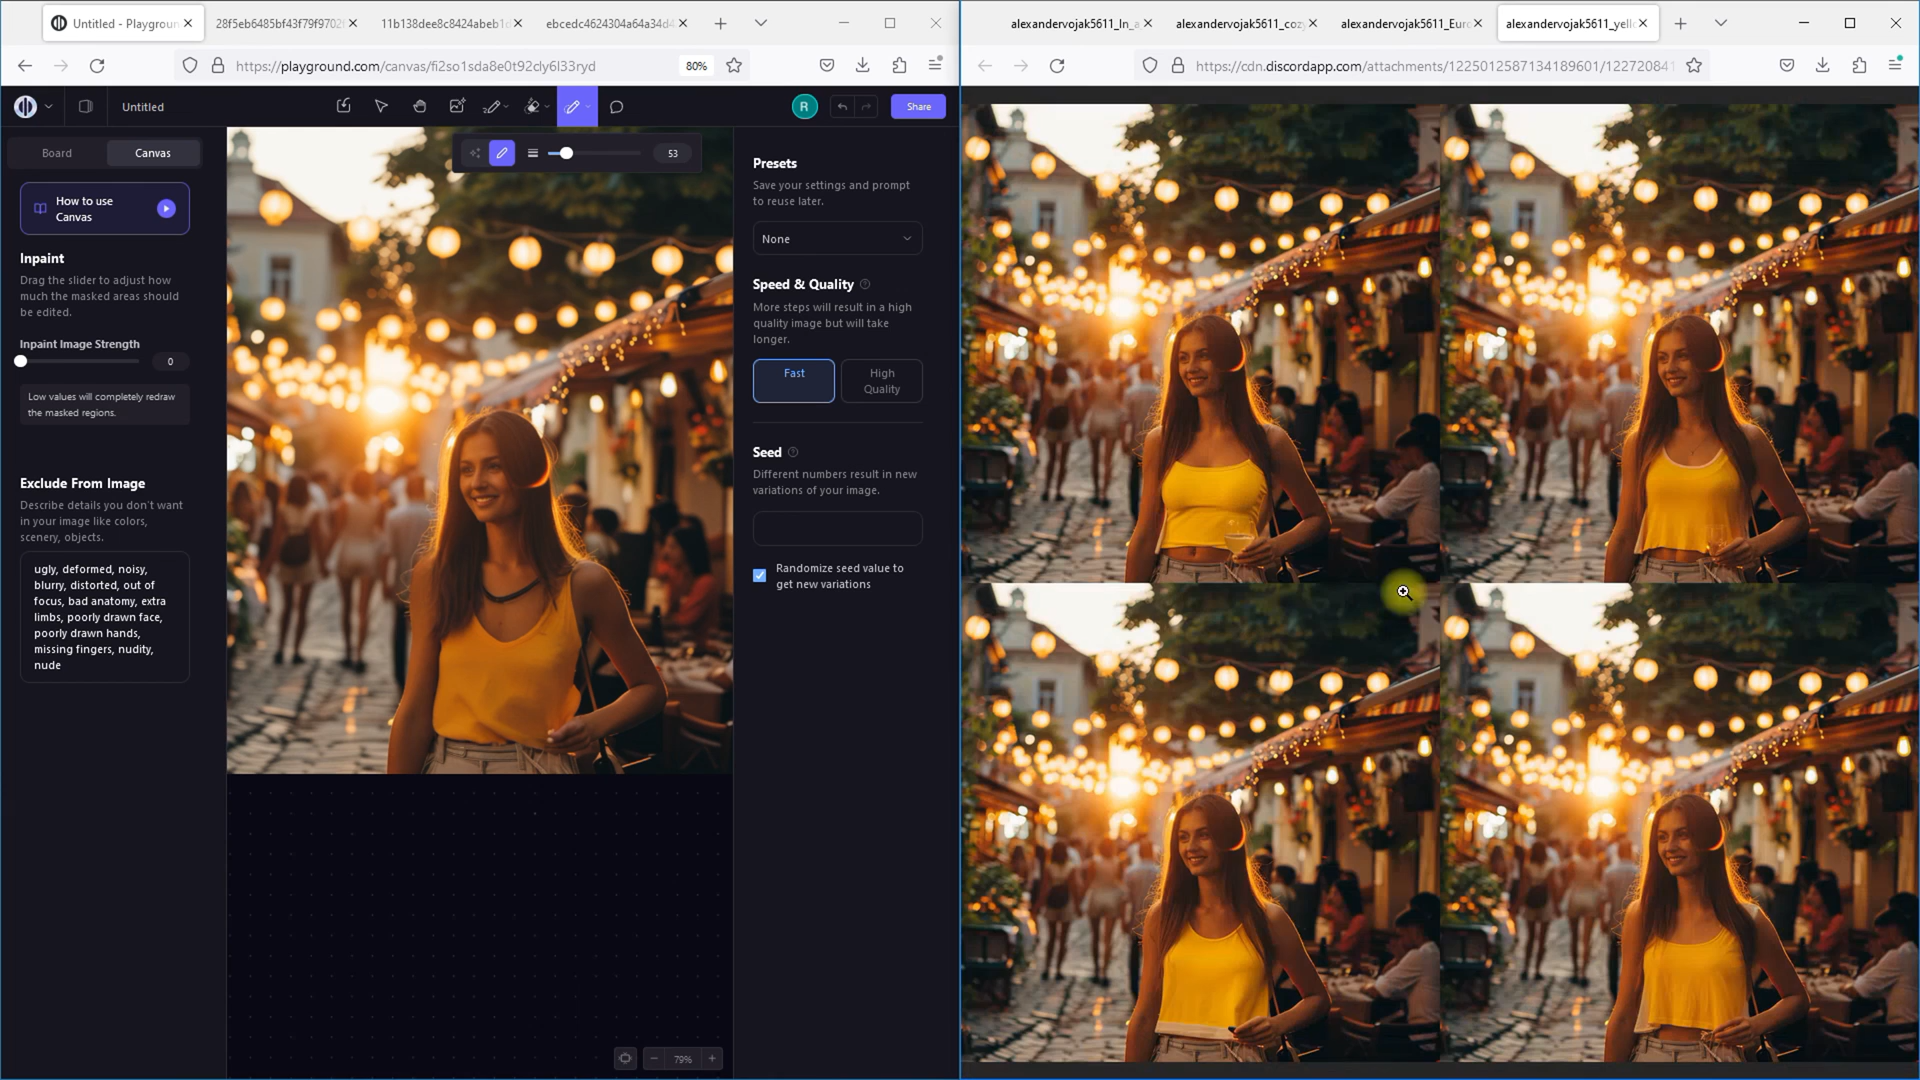 Untitled - Playgroun
28f5eb6485bf43f79f9702
11b138dee8c8424abeb1
ebcedc4624304a64a34d4
https://playground.com/canvas/fi2so1sda8e0t92cly6l33ryd
80%
Untitled
R
Share
Board
Canvas
How to use
Canvas
Inpaint
Drag the slider to adjust how
much the masked areas should
be edited.
Inpaint Image Strength
0
Low values will completely redraw
the masked regions.
Exclude From Image
Describe details you don't want
in your image like colors,
scenery, objects.
ugly, deformed, noisy,
blurry, distorted, out of
focus, bad anatomy, extra
limbs, poorly drawn face,
poorly drawn hands,
missing fingers, nudity,
nude
53
Presets
Save your settings and prompt
to reuse later.
None
Speed & Quality
More steps will result in a high
quality image but will take
longer.
Fast
High
Quality
Seed
Different numbers result in new
variations of your image.
Randomize seed value to
get new variations
79%
alexandervojak5611_In_a
alexandervojak5611_cozy
alexandervojak5611_Euro
alexandervojak5611_yell
https://cdn.discordapp.com/attachments/1225012587134189601/122720841